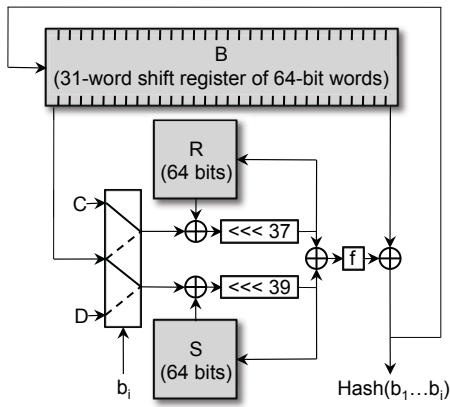 B
(31-word shift register of 64-bit words)
R
(64 bits)
C
<<< 37
f
<<< 39
D
S
(64 bits)
bᵢ
Hash(b₁…bᵢ)